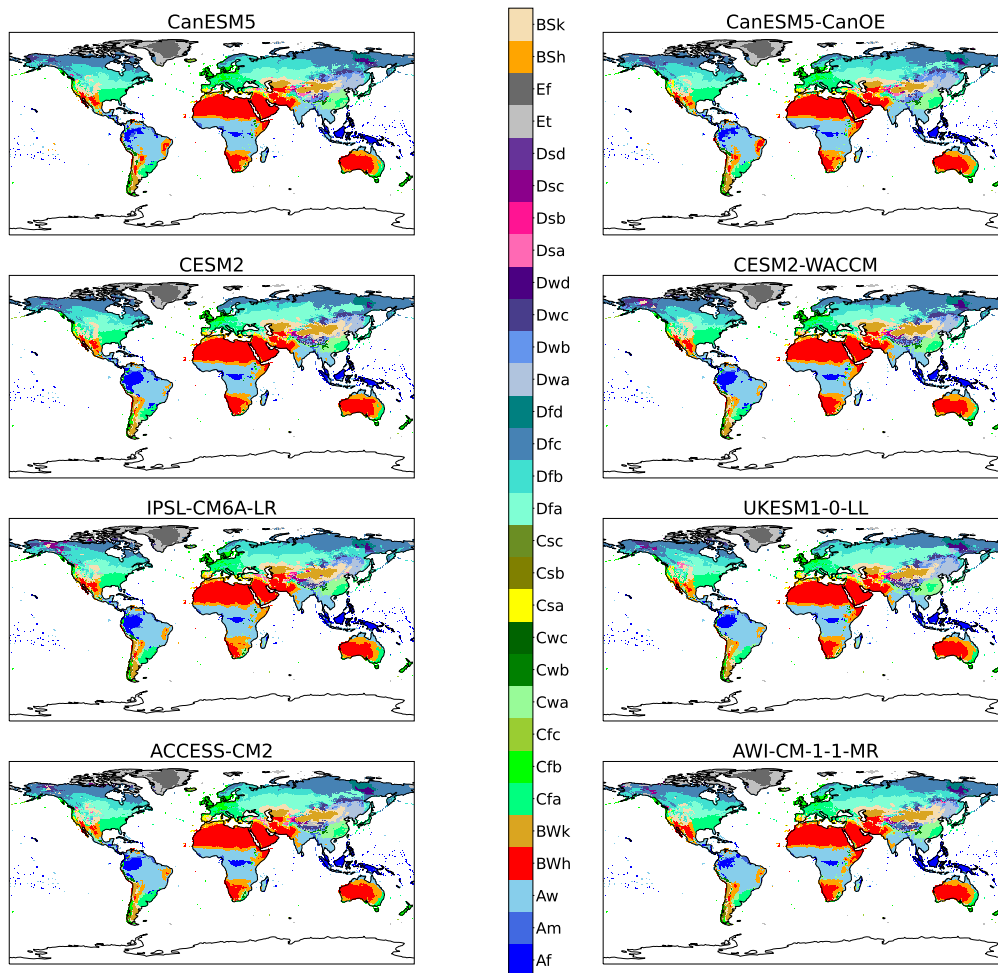 CanESM5
CanESM5-CanOE
CESM2
CESM2-WACCM
IPSL-CM6A-LR
UKESM1-0-LL
ACCESS-CM2
AWI-CM-1-1-MR
BSk
BSh
Ef
Et
Dsd
Dsc
Dsb
Dsa
Dwd
Dwc
Dwb
Dwa
Dfd
Dfc
Dfb
Dfa
Csc
Csb
Csa
Cwc
Cwb
Cwa
Cfc
Cfb
Cfa
BWk
BWh
Aw
Am
Af